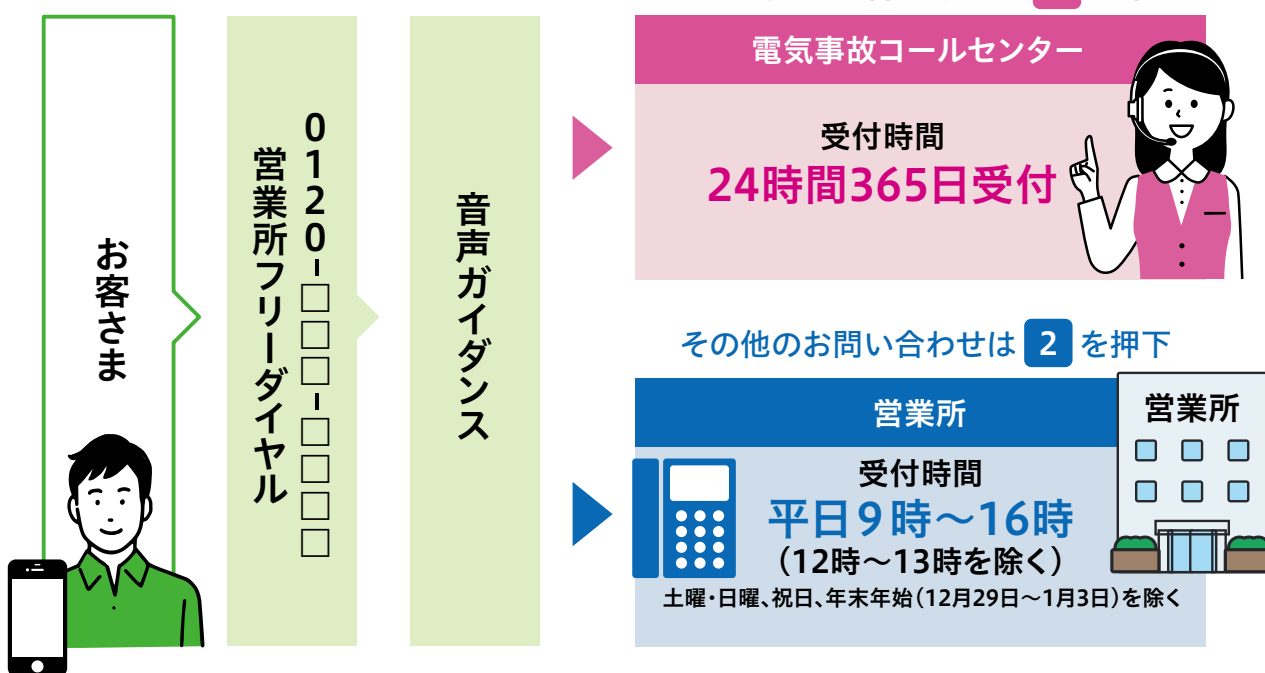 お客さま
営業所フリーダイヤル
0120-□□□-□□□□
音声ガイダンス
電気事故コールセンター
受付時間
24時間365日受付
その他のお問い合わせは 2 を押下
営業所
営業所
受付時間
平日9時～16時
（12時～13時を除く）
土曜・日曜、祝日、年末年始（12月29日～1月3日）を除く